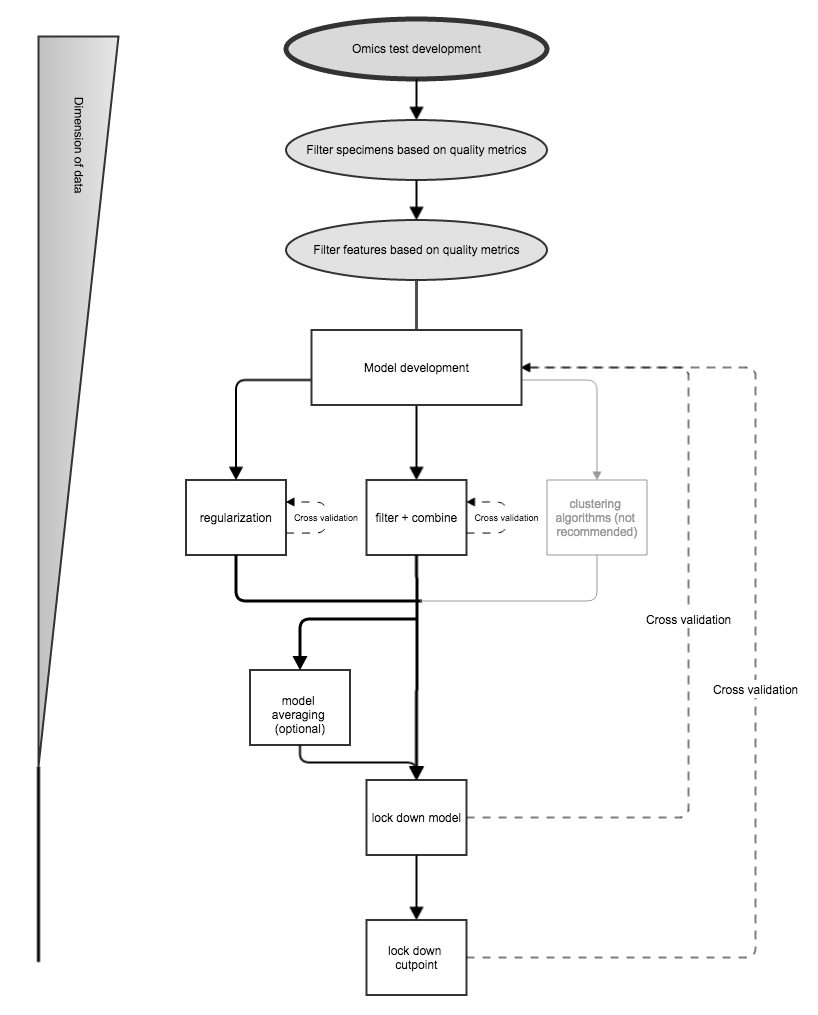 Omics test development
Dimension of data
Filter specimens based on quality metrics
Filter features based on quality metrics
Model development
regularization
Cross validation
filter + combine
Cross validation
clustering
algorithms (not
recommended)
Cross validation
model
averaging
(optional)
Cross validation
lock down model
lock down
cutpoint